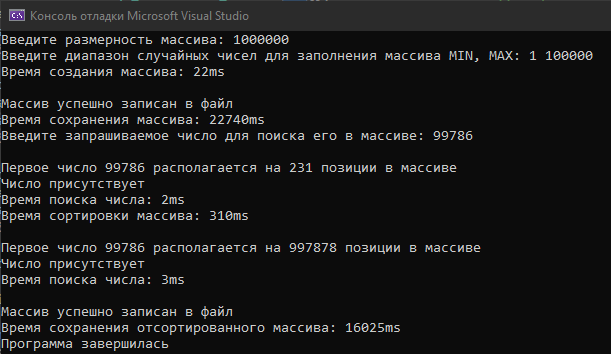 Консоль отладки Microsoft Visual Studio
Введите размерность массива: 1000000
Введите диапазон случайных чисел для заполнения массива MIN, MAX: 1 100000
Время создания массива: 22ms
Массив успешно записан в файл
Время сохранения массива: 22740ms
Введите запрашиваемое число для поиска его в массиве: 99786
Первое число 99786 располагается на 231 позиции в массиве
Число присутствует
Время поиска числа: 2ms
Время сортировки массива: 310ms
Первое число 99786 располагается на 997878 позиции в массиве
Число присутствует
Время поиска числа: 3ms
Массив успешно записан в файл
Время сохранения отсортированного массива: 16025ms
Программа завершилась